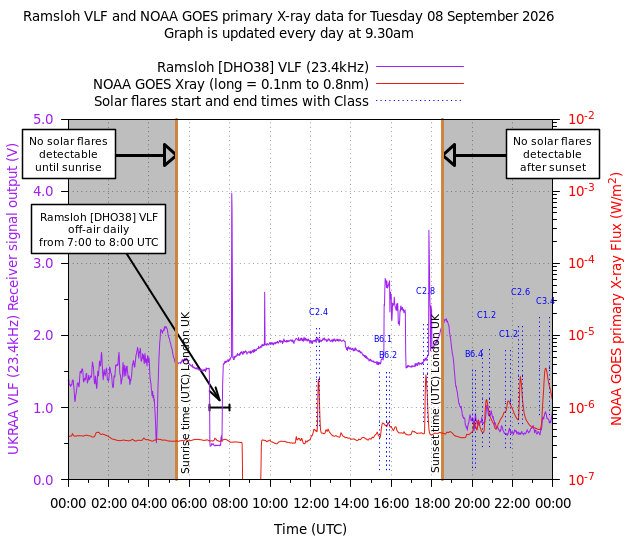 Ramsloh VLF and NOAA GOES primary X-ray data for Tuesday 08 September 2026
Graph is updated every day at 9.30am
Ramsloh [DHO38] VLF (23.4kHz)
NOAA GOES Xray (long = 0.1nm to 0.8nm)
Solar flares start and end times with Class
5.0
4.0
3.0
2.0
1.0
0.0
UKRAA VLF (23.4kHz) Receiver signal output (V)
10-2
10-3
10-4
10-5
10-6
10-7
NOAA GOES primary X-ray Flux (W/m2)
No solar flares
detectable
until sunrise
No solar flares
detectable
after sunset
Ramsloh [DHO38] VLF
off-air daily
from 7:00 to 8:00 UTC
Sunrise time (UTC) London UK
Sunset time (UTC) London UK
C2.4
B6.1
B6.2
C2.8
B6.4
C1.2
C1.2
C2.6
C3.4
00:00 02:00 04:00 06:00 08:00 10:00 12:00 14:00 16:00 18:00 20:00 22:00 00:00
Time (UTC)